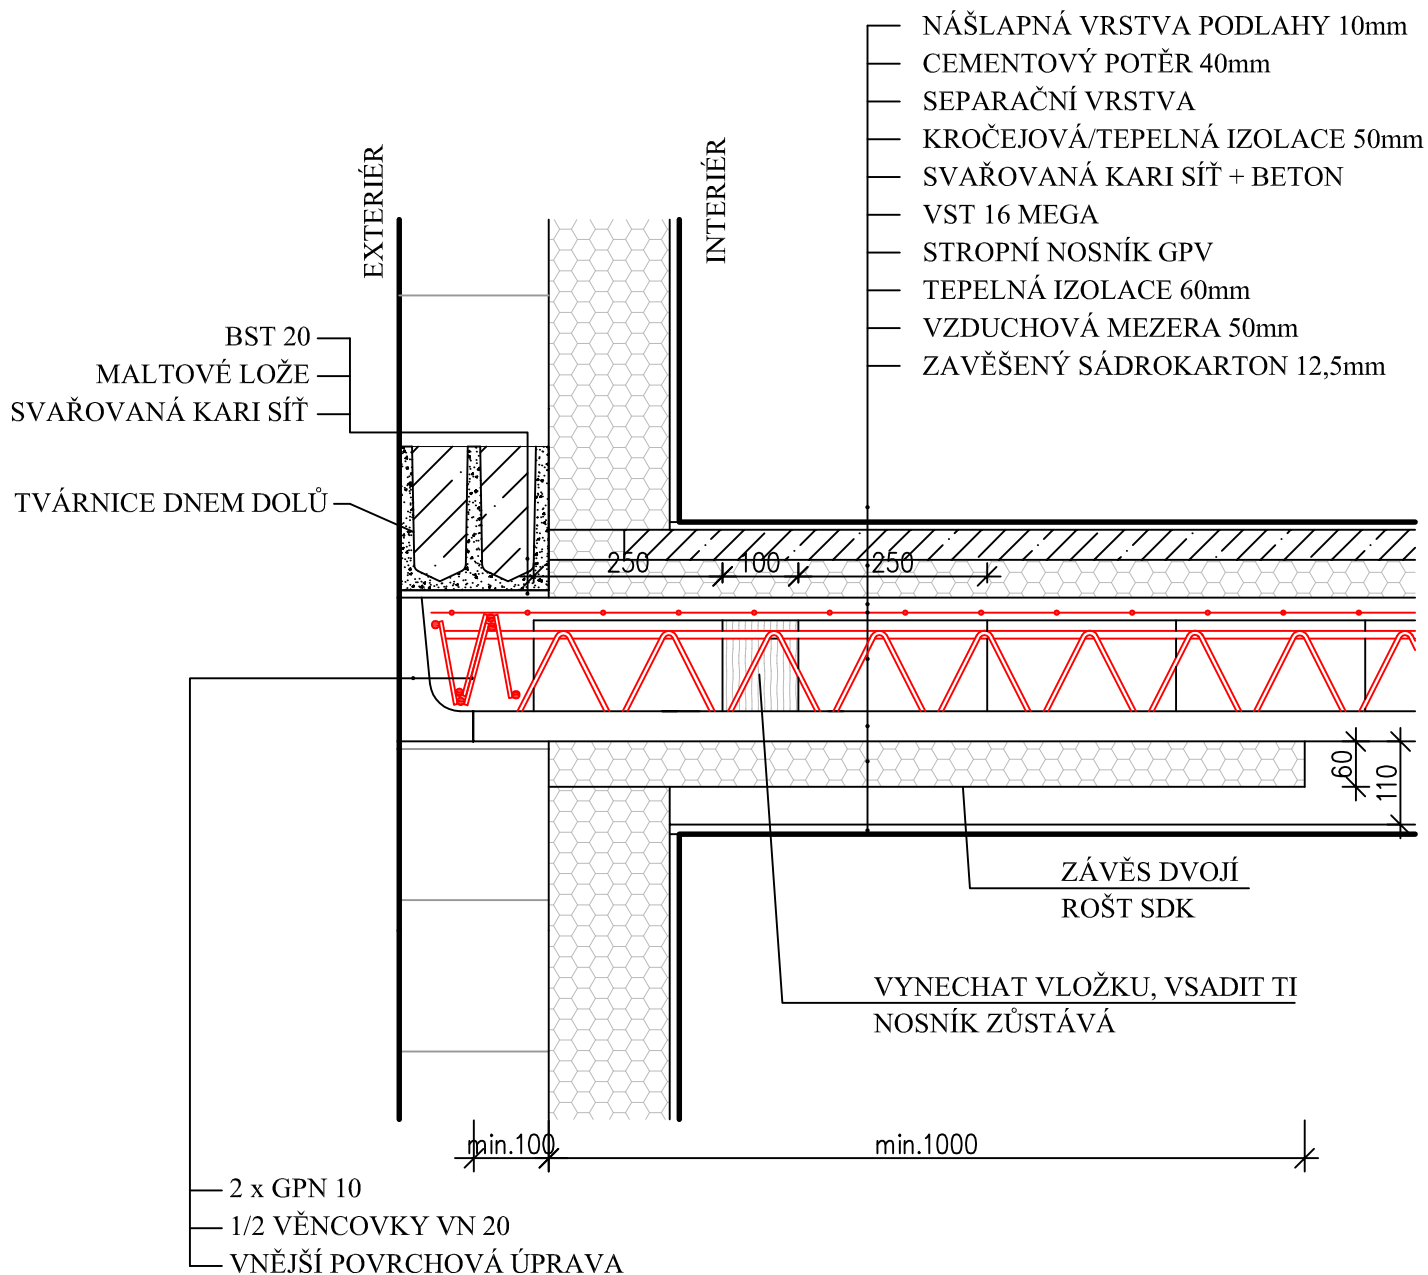 NÁŠLAPNÁ VRSTVA PODLAHY 10mm
CEMENTOVÝ POTĚR 40mm
SEPARAČNÍ VRSTVA
KROČEJOVÁ/TEPELNÁ IZOLACE 50mm
SVAŘOVANÁ KARI SÍŤ + BETON
VST 16 MEGA
STROPNÍ NOSNÍK GPV
TEPELNÁ IZOLACE 60mm
VZDUCHOVÁ MEZERA 50mm
ZAVĚŠENÝ SÁDROKARTON 12,5mm
EXTERIÉR
INTERIÉR
BST 20
MALTOVÉ LOŽE
SVAŘOVANÁ KARI SÍŤ
TVÁRNICE DNEM DOLŮ
250
100
250
60
110
ZÁVĚS DVOJÍ
ROŠT SDK
VYNECHAT VLOŽKU, VSADIT TI
NOSNÍK ZŮSTÁVÁ
min.100
min.1000
2 x GPN 10
1/2 VĚNCOVKY VN 20
VNĚJŠÍ POVRCHOVÁ ÚPRAVA